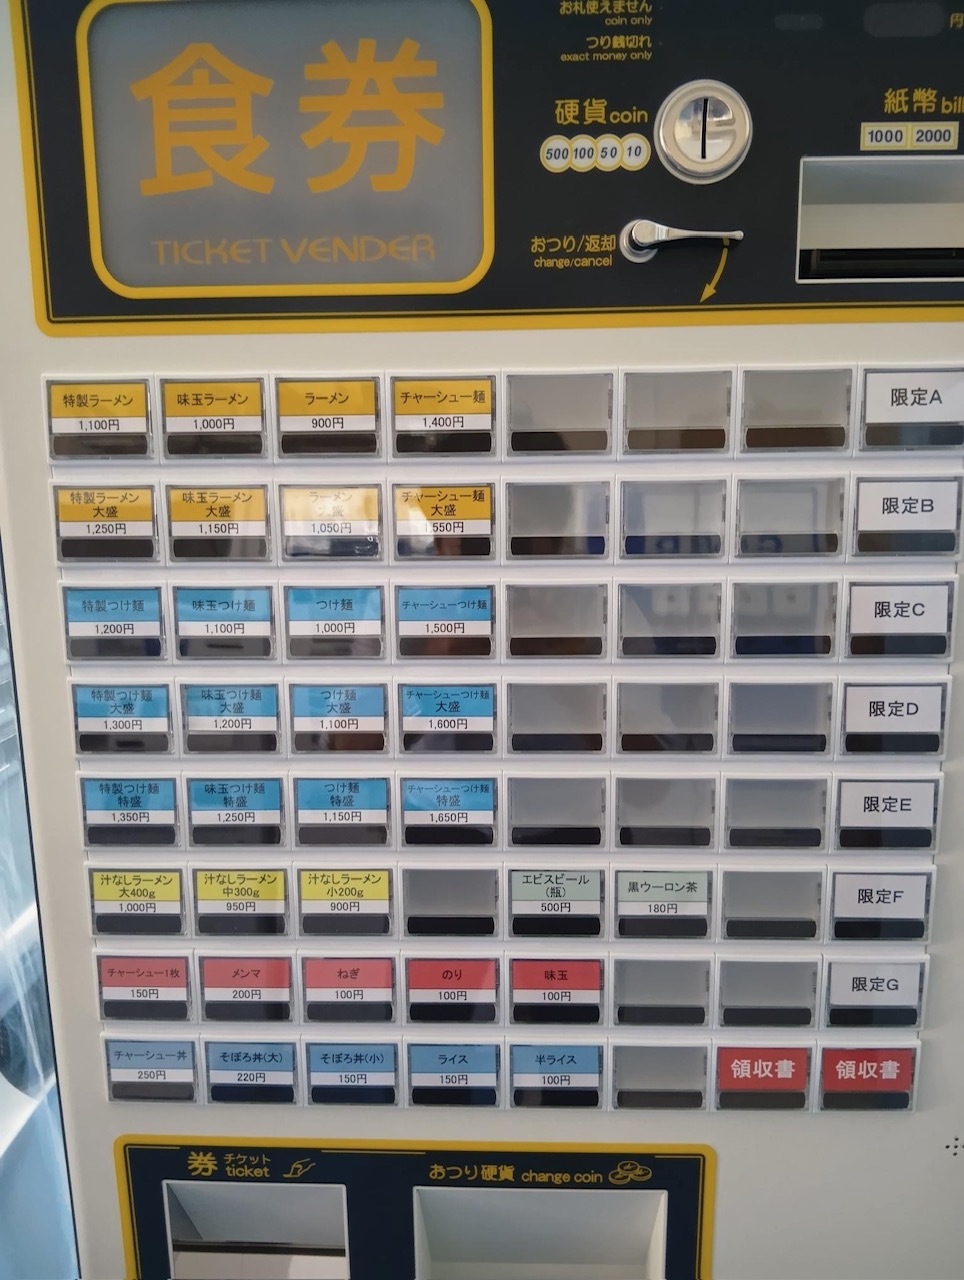 お札使えません
coin only
つり銭切れ
exact money only
円
食券
TICKET VENDER
硬貨coin
500 100 50 10
紙幣bill
1000 2000
おつり/返却
change/cancel
特製ラーメン
1,100円
味玉ラーメン
1,000円
ラーメン
900円
チャーシュー麺
1,400円
限定A
特製ラーメン
大盛
1,250円
味玉ラーメン
大盛
1,150円
ラーメン
大盛
1,050円
チャーシュー麺
大盛
1,550円
限定B
特製つけ麺
1,200円
味玉つけ麺
1,100円
つけ麺
1,000円
チャーシューつけ麺
1,500円
限定C
特製つけ麺
大盛
1,300円
味玉つけ麺
大盛
1,200円
つけ麺
大盛
1,100円
チャーシューつけ麺
大盛
1,600円
限定D
特製つけ麺
特盛
1,350円
味玉つけ麺
特盛
1,250円
つけ麺
特盛
1,150円
チャーシューつけ麺
特盛
1,650円
限定E
汁なしラーメン
大400g
1,000円
汁なしラーメン
中300g
950円
汁なしラーメン
小200g
900円
エビスビール
(瓶)
500円
黒ウーロン茶
180円
限定F
チャーシュー1枚
150円
メンマ
200円
ねぎ
100円
のり
100円
味玉
100円
限定G
チャーシュー丼
250円
そぼろ丼(大)
220円
そぼろ丼(小)
150円
ライス
150円
半ライス
100円
領収書
領収書
券 チケット
ticket
おつり硬貨 change coin